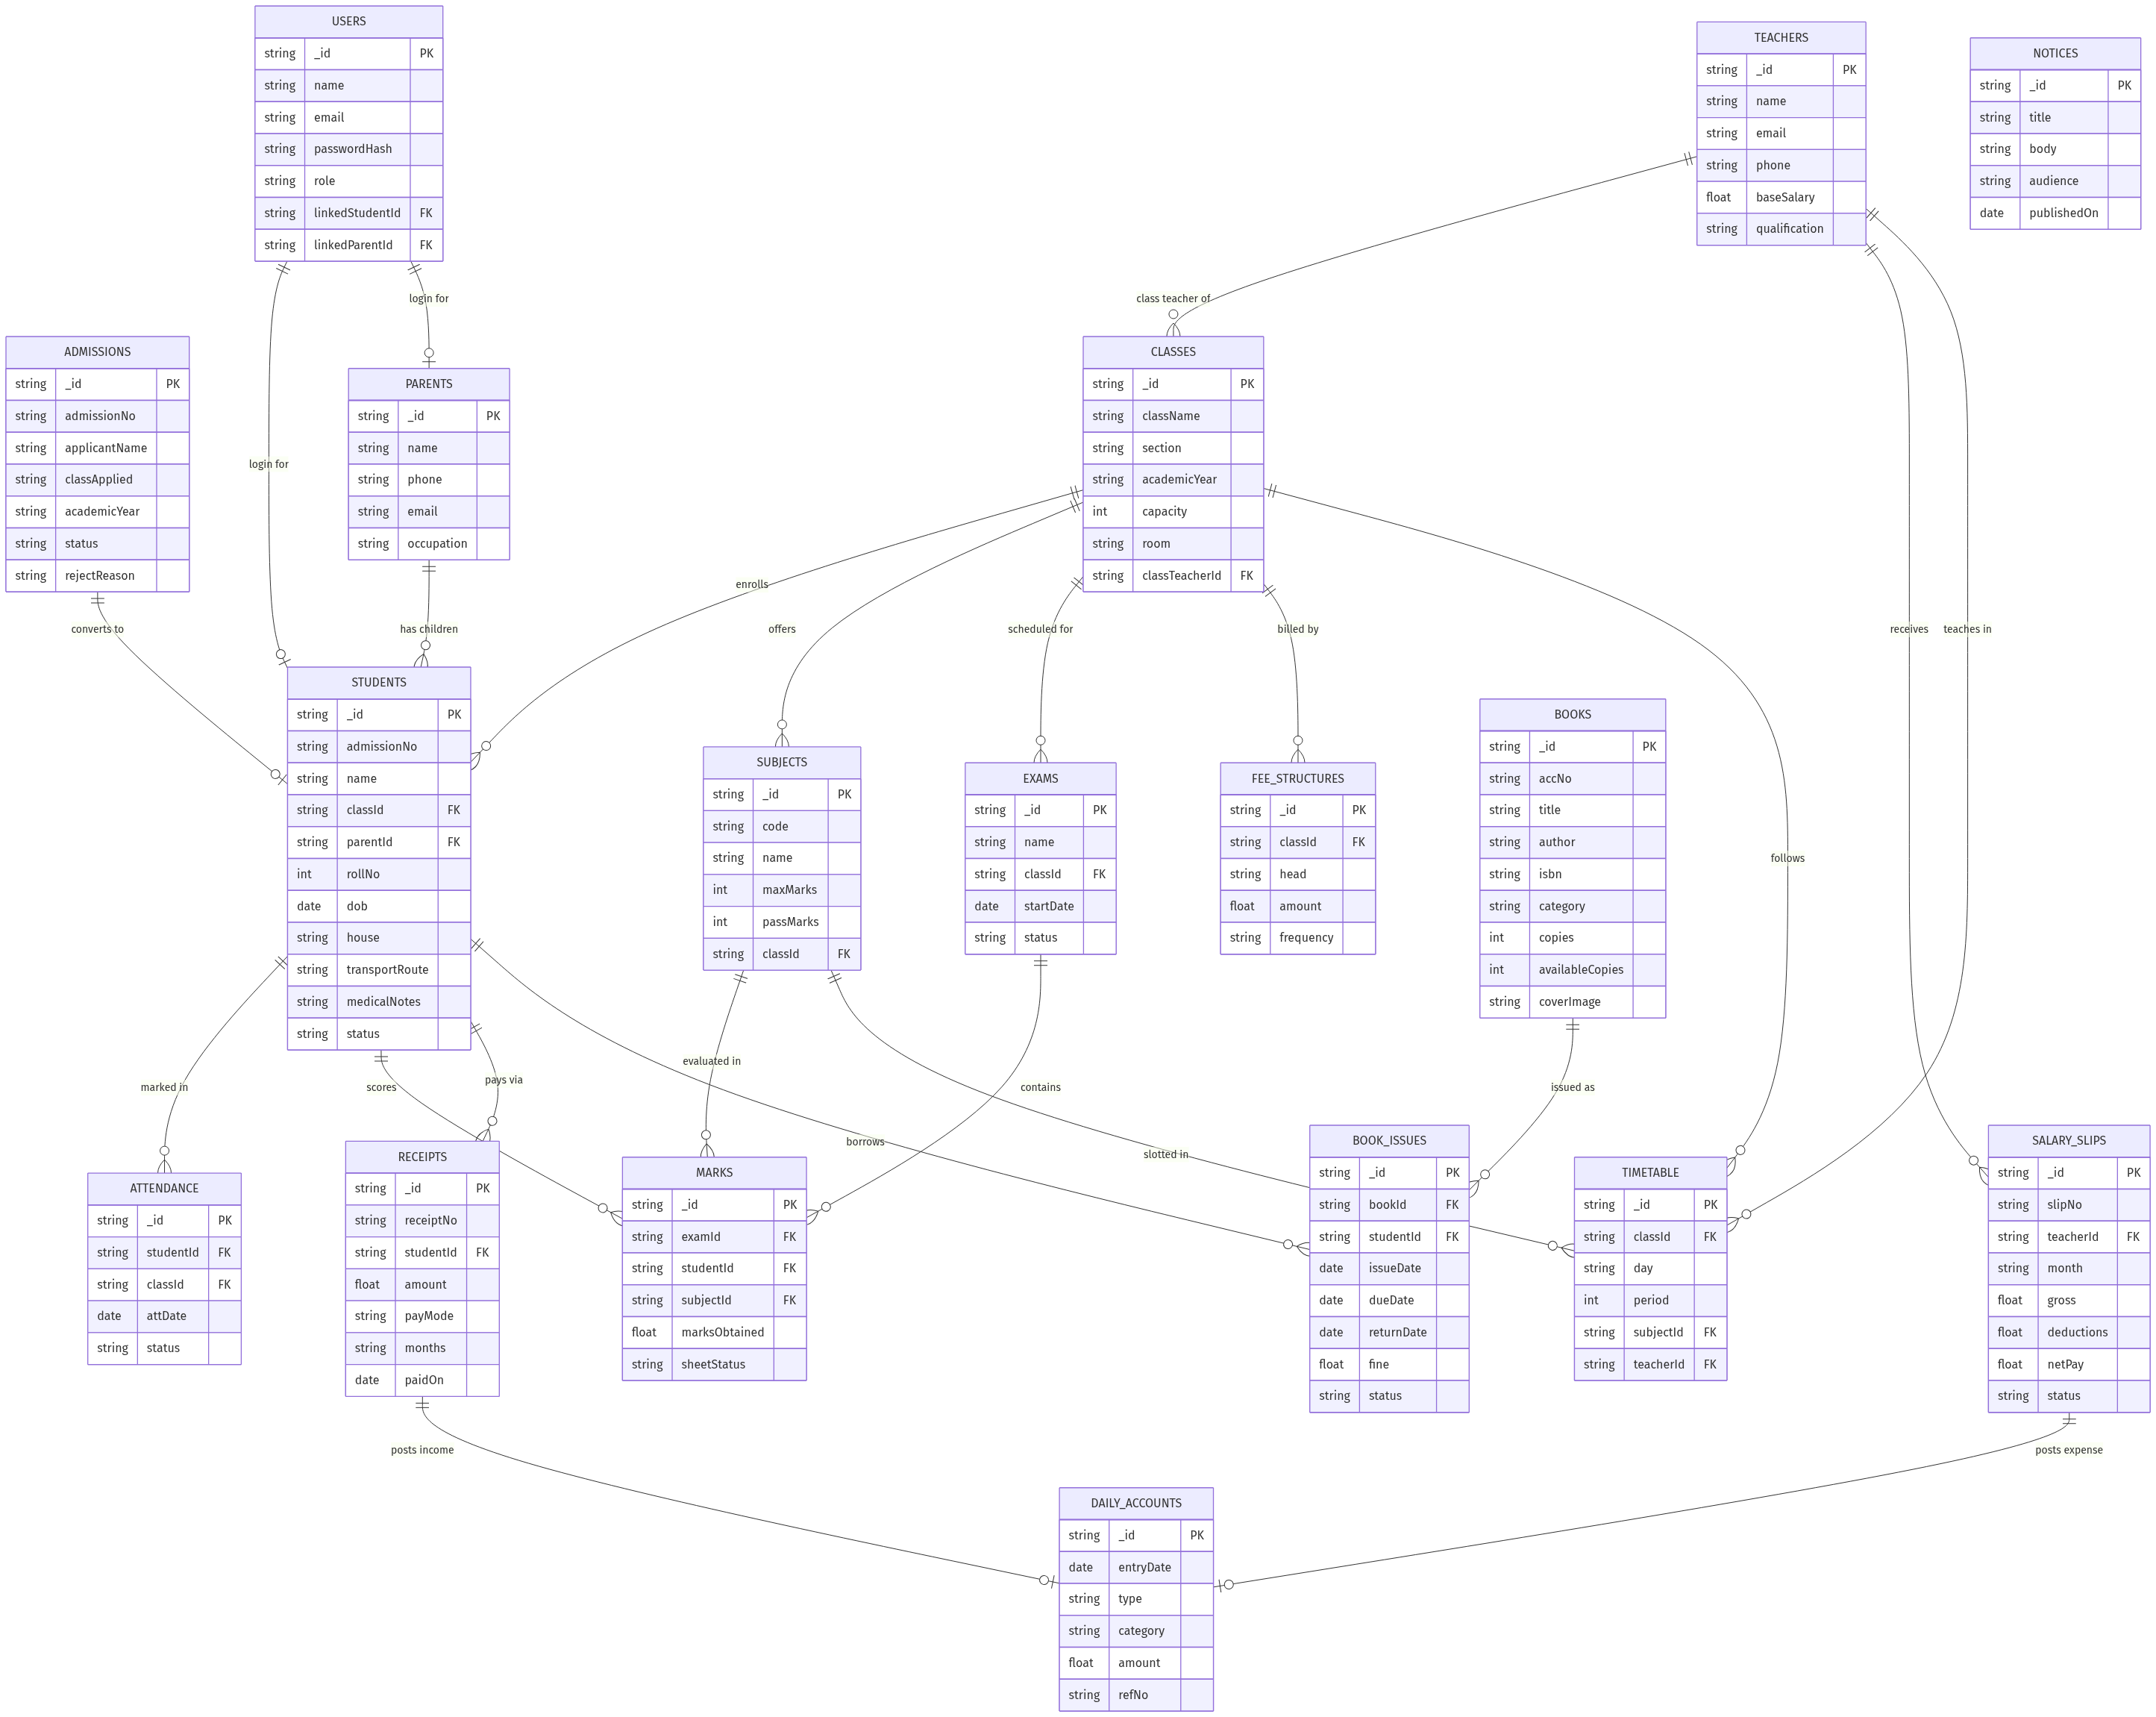 USERS
string _id PK
string name
string email
string passwordHash
string role
string linkedStudentId FK
string linkedParentId FK
TEACHERS
string _id PK
string name
string email
string phone
float baseSalary
string qualification
NOTICES
string _id PK
string title
string body
string audience
date publishedOn
login for
class teacher of
ADMISSIONS
string _id PK
string admissionNo
string applicantName
string classApplied
string academicYear
string status
string rejectReason
login for
PARENTS
string _id PK
string name
string phone
string email
string occupation
CLASSES
string _id PK
string className
string section
string academicYear
int capacity
string room
string classTeacherId FK
enrolls
converts to
has children
offers
scheduled for
billed by
receives
teaches in
STUDENTS
string _id PK
string admissionNo
string name
string classId FK
string parentId FK
int rollNo
date dob
string house
string transportRoute
string medicalNotes
string status
SUBJECTS
string _id PK
string code
string name
int maxMarks
int passMarks
string classId FK
EXAMS
string _id PK
string name
string classId FK
date startDate
string status
FEE_STRUCTURES
string _id PK
string classId FK
string head
float amount
string frequency
BOOKS
string _id PK
string accNo
string title
string author
string isbn
string category
int copies
int availableCopies
string coverImage
follows
marked in
scores
pays via
evaluated in
contains
issued as
borrows
slotted in
ATTENDANCE
string _id PK
string studentId FK
string classId FK
date attDate
string status
RECEIPTS
string _id PK
string receiptNo
string studentId FK
float amount
string payMode
string months
date paidOn
MARKS
string _id PK
string examId FK
string studentId FK
string subjectId FK
float marksObtained
string sheetStatus
BOOK_ISSUES
string _id PK
string bookId FK
string studentId FK
date issueDate
date dueDate
date returnDate
float fine
string status
TIMETABLE
string _id PK
string classId FK
string day
int period
string subjectId FK
string teacherId FK
SALARY_SLIPS
string _id PK
string slipNo
string teacherId FK
string month
float gross
float deductions
float netPay
string status
posts income
posts expense
DAILY_ACCOUNTS
string _id PK
date entryDate
string type
string category
float amount
string refNo